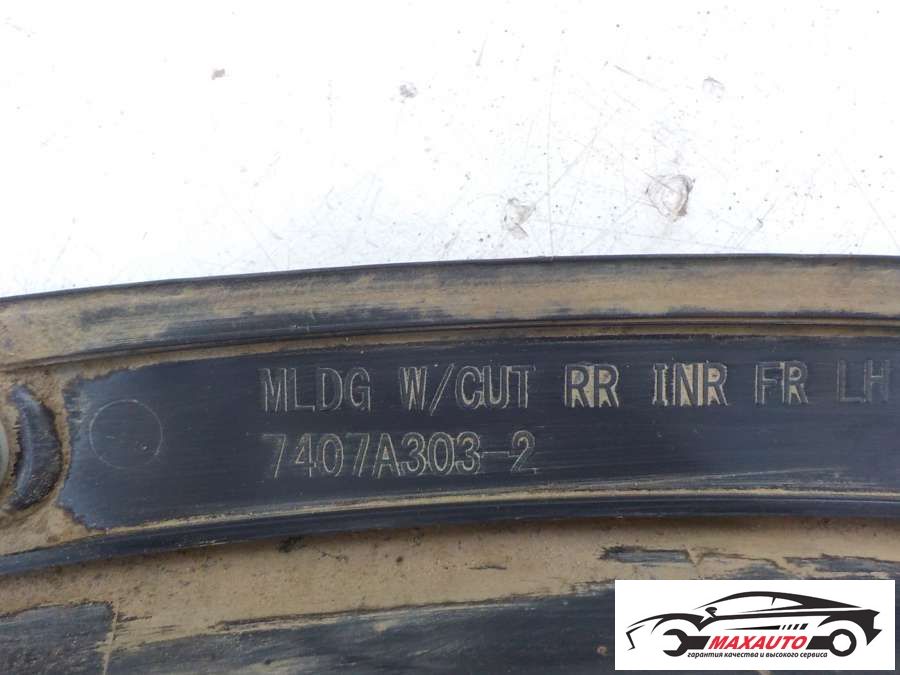 MLDG W/CUT RR INR FR LH
7407A303-2
MAXAUTO
гарантия качества и высокого сервиса